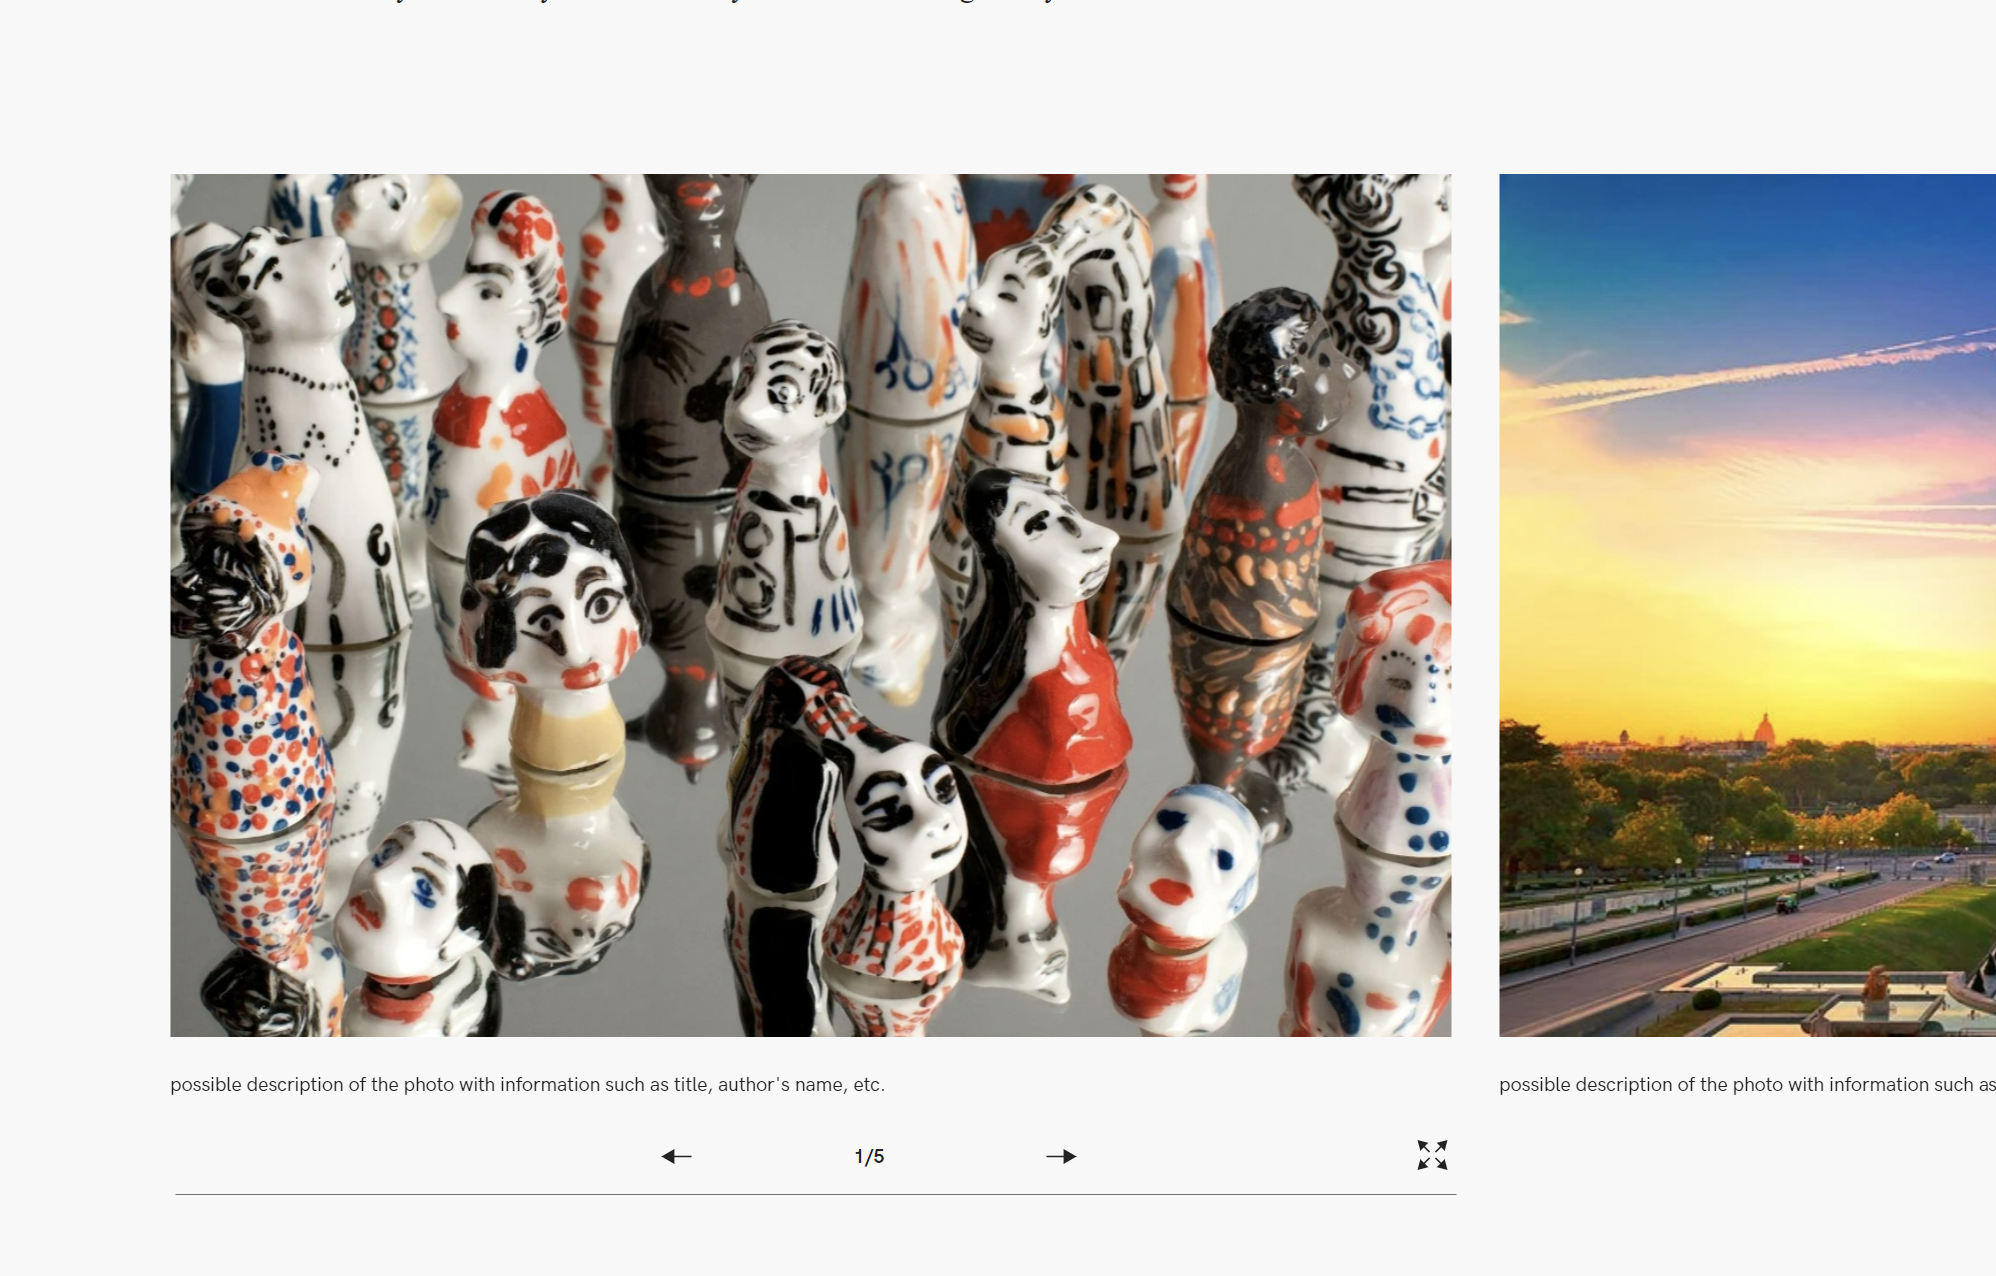 possible description of the photo with information such as title, author's name, etc.
possible description of the photo with information such as
1/5